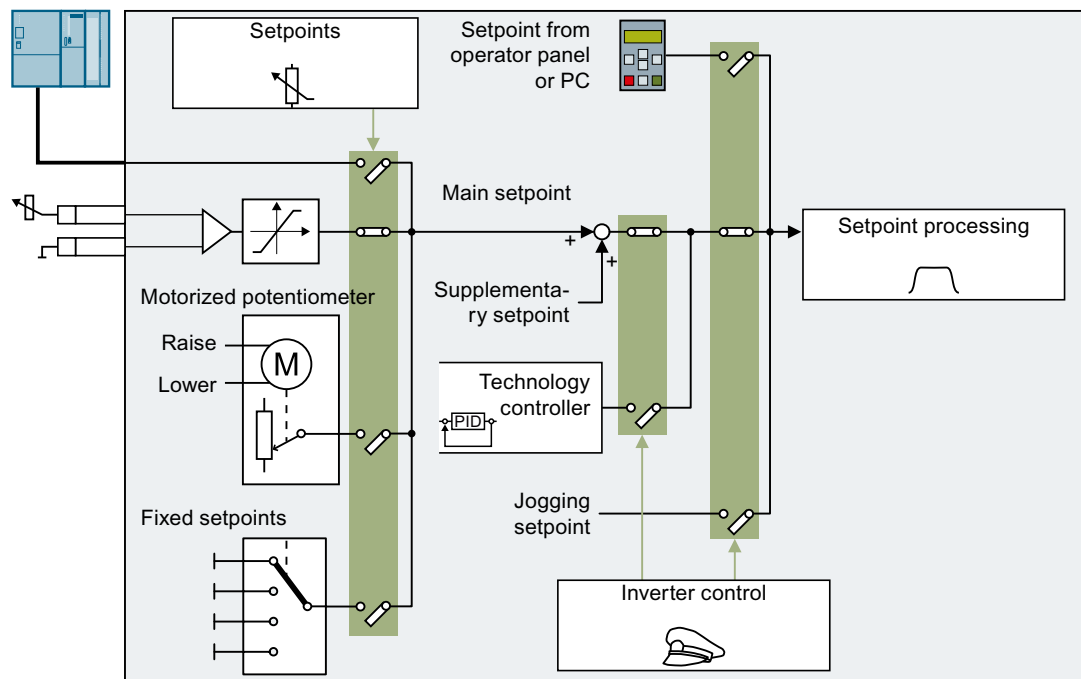 Setpoints
Setpoint from
operator panel
or PC
Main setpoint
+
+
Supplementa-
ry setpoint
Setpoint processing
Motorized potentiometer
Raise
Lower
M
Technology
controller
PID
Fixed setpoints
Jogging
setpoint
Inverter control